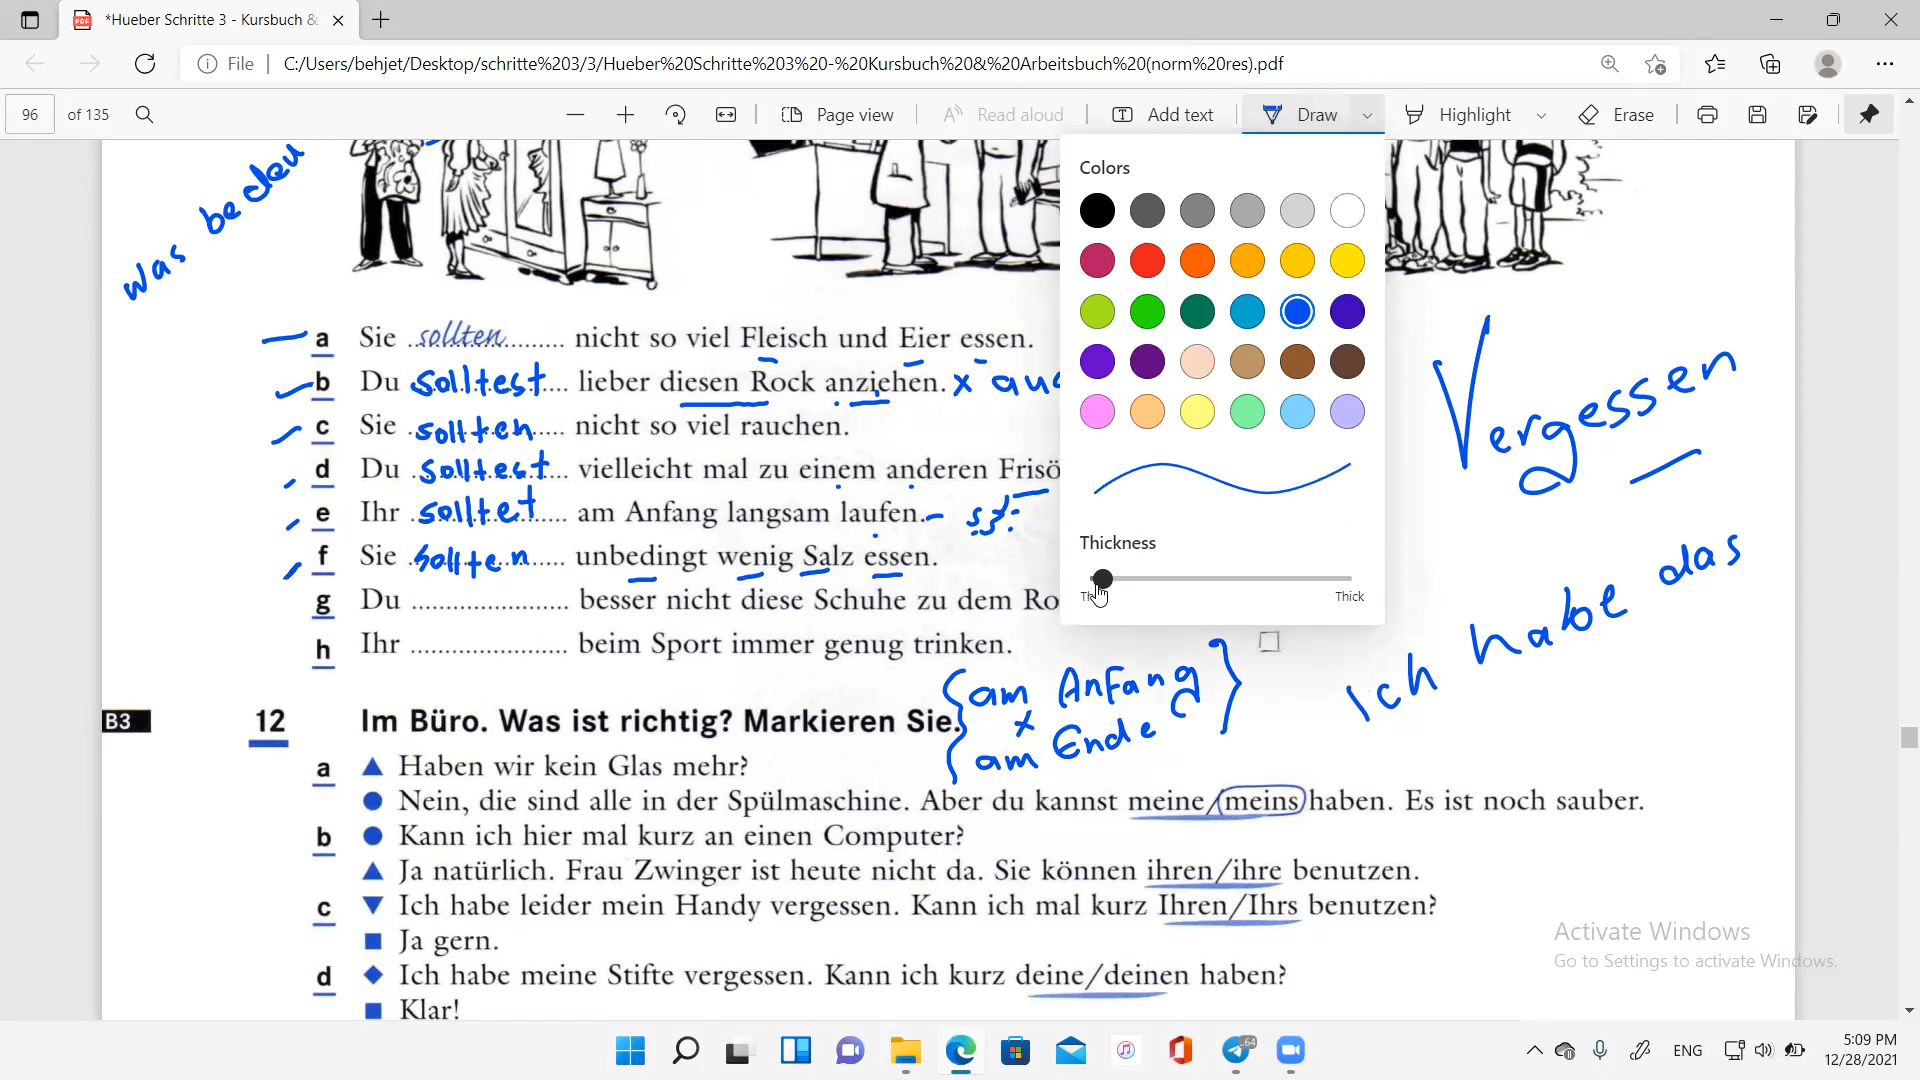 *Hueber Schritte 3 - Kursbuch &
File C:/Users/behjet/Desktop/schritte%203/3/Hueber%20Schritte%203%20-%20Kursbuch%20&%20Arbeitsbuch%20(norm%20res).pdf
96 of 135 Page view Read aloud Add text Draw Highlight Erase
Colors
Thickness
Thick
was bedeu
a Sie sollten nicht so viel Fleisch und Eier essen.
b Du solltest lieber diesen Rock anziehen. x
c Sie sollten nicht so viel rauchen.
d Du solltest vielleicht mal zu einem anderen Frisö
e Ihr solltet am Anfang langsam laufen.
f Sie sollten unbedingt wenig Salz essen.
g Du besser nicht diese Schuhe zu dem Ro
h Ihr beim Sport immer genug trinken.
Vergessen
Ich habe das
am Anfang
x
am Ende
B3 12 Im Büro. Was ist richtig? Markieren Sie.
a Haben wir kein Glas mehr?
Nein, die sind alle in der Spülmaschine. Aber du kannst meine/meins haben. Es ist noch sauber.
b Kann ich hier mal kurz an einen Computer?
Ja natürlich. Frau Zwinger ist heute nicht da. Sie können ihren/ihre benutzen.
c Ich habe leider mein Handy vergessen. Kann ich mal kurz Ihren/Ihrs benutzen?
Ja gern.
d Ich habe meine Stifte vergessen. Kann ich kurz deine/deinen haben?
Klar!
Activate Windows
Go to Settings to activate Windows.
64
ENG
5:09 PM
12/28/2021